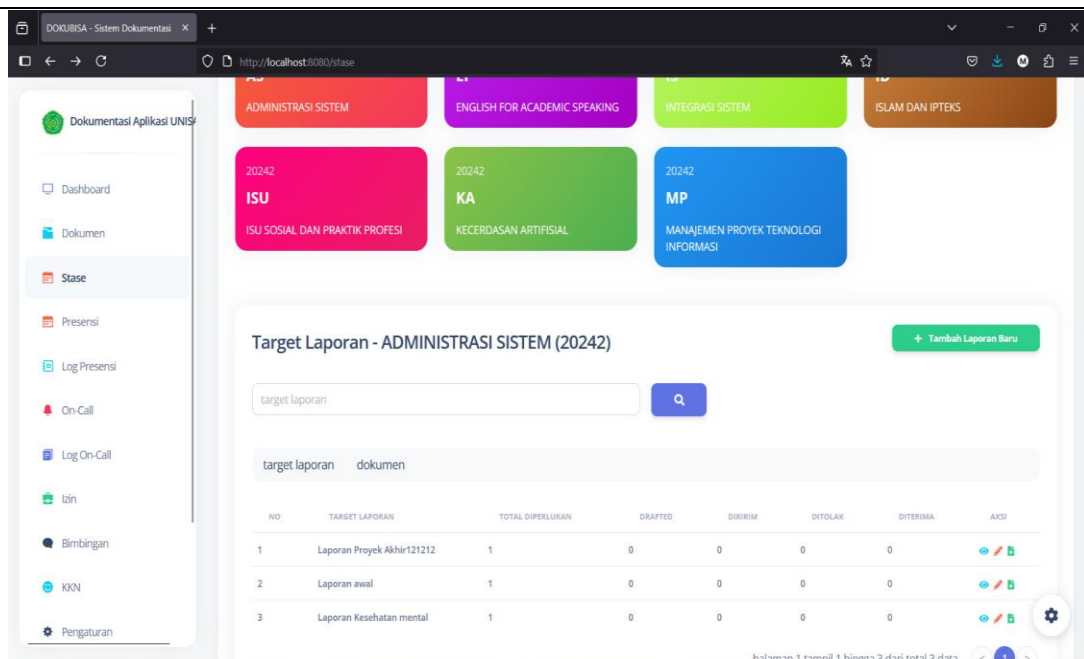 DOKUBISA - Sistem Dokumentasi
http://localhost:8080/stase
Dokumentasi Aplikasi UNISA
Dashboard
Dokumen
Stase
Presensi
Log Presensi
On-Call
Log On-Call
Izin
Bimbingan
KKN
Pengaturan
ADMINISTRASI SISTEM
ENGLISH FOR ACADEMIC SPEAKING
INTEGRASI SISTEM
ISLAM DAN IPTEKS
20242
ISU
ISU SOSIAL DAN PRAKTIK PROFESI
20242
KA
KECERDASAN ARTIFISIAL
20242
MP
MANAJEMEN PROYEK TEKNOLOGI
INFORMASI
Target Laporan - ADMINISTRASI SISTEM (20242)
+ Tambah Laporan Baru
target laporan
target laporan dokumen
NO TARGET LAPORAN TOTAL DIPERLUKAN DRAFTED DIKIRIM DITOLAK DITERIMA AKSI
1 Laporan Proyek Akhir121212 1 0 0 0 0
2 Laporan awal 1 0 0 0 0
3 Laporan Kesehatan mental 1 0 0 0 0
halaman 1 tampil 1 hingga 3 dari total 3 data < 1 >